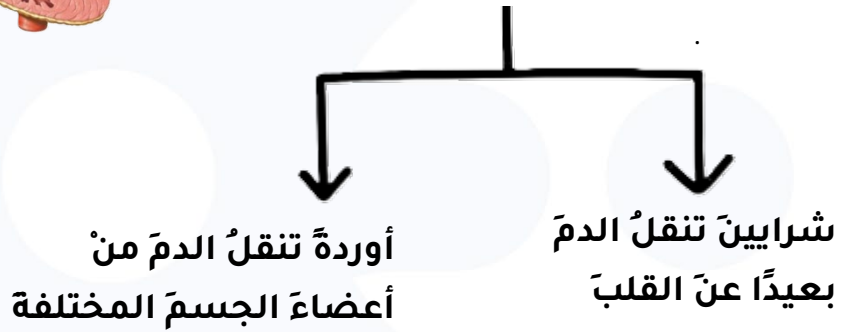 شرايينَ تنقلُ الدمَ
بعيدًا عنَ القلبَ
أوردةً تنقلُ الدمَ منْ
أعضاءَ الجسمَ المختلفةَ